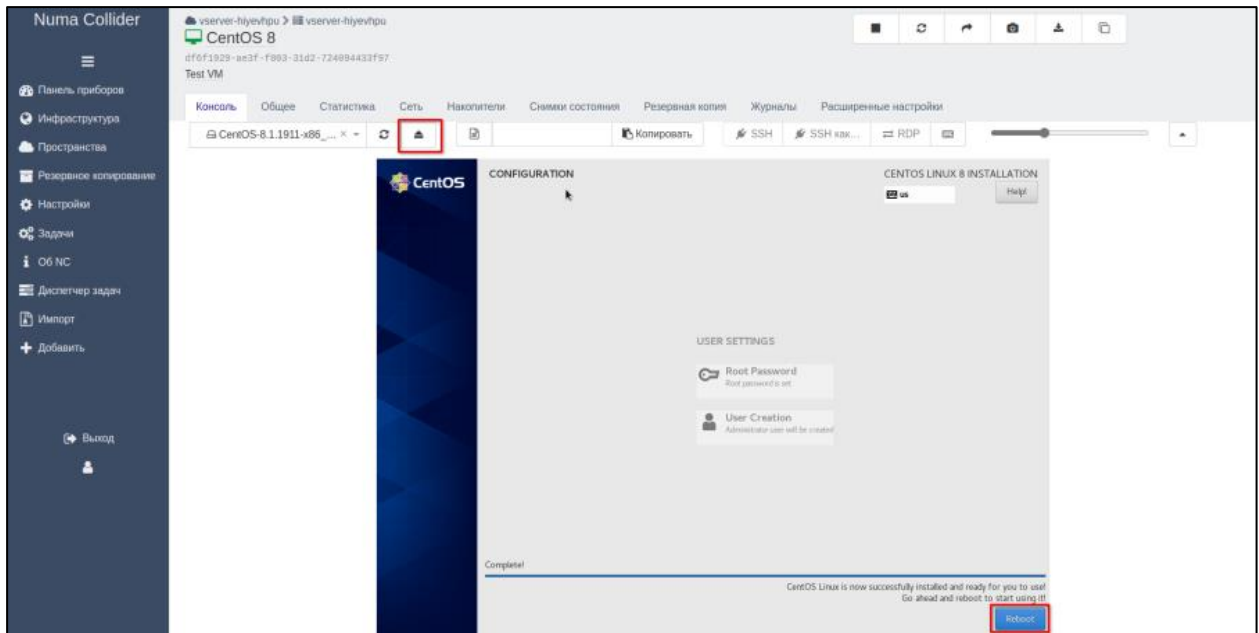 Numa Collider
Панель приборов
Инфраструктура
Пространства
Резервное копирование
Настройки
Задачи
Об NC
Диспетчер задач
Импорт
Добавить
Выход
vserver-hiyevhpu > vserver-hiyevhpu
CentOS 8
df6f1929-ae3f-f003-31d2-724094433f97
Test VM
Консоль Общее Статистика Сеть Накопители Снимки состояния Резервная копия Журналы Расширенные настройки
CentOS-8.1.1911-x86_... × Копировать SSH SSH как... RDP
CentOS
CONFIGURATION
CENTOS LINUX 8 INSTALLATION
us
Help!
USER SETTINGS
Root Password
Root password is set
User Creation
Administrator user will be created
Complete!
CentOS Linux is now successfully installed and ready for you to use!
Go ahead and reboot to start using it!
Reboot